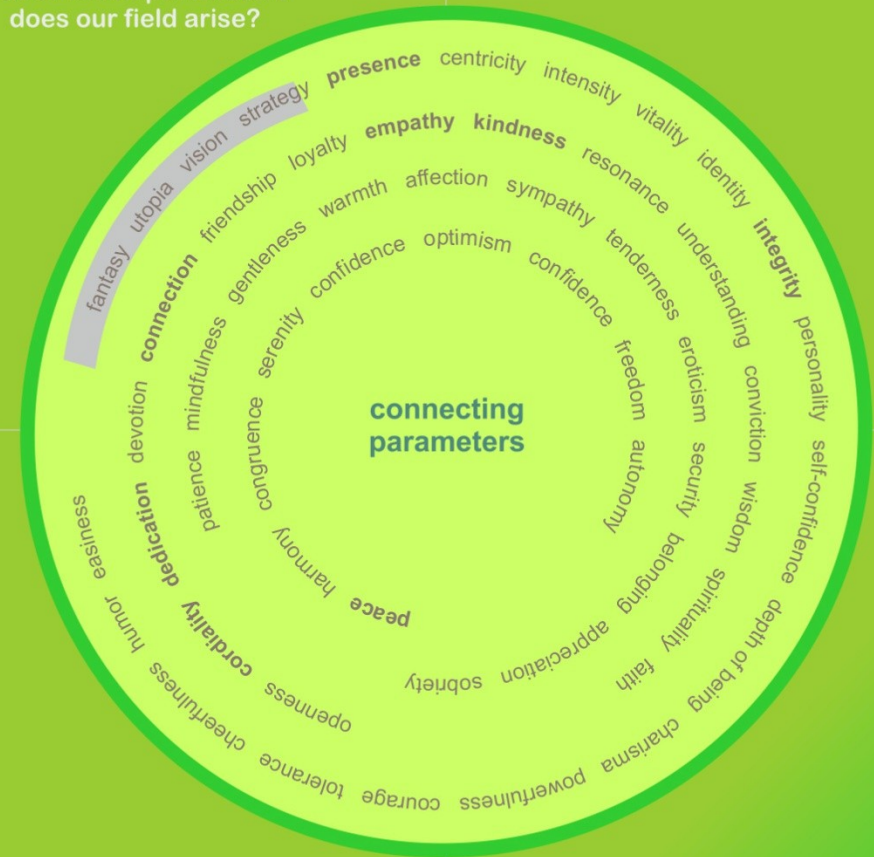 does our field arise?
fantasy utopia vision strategy presence centricity intensity vitality identity integrity personality self-confidence depth of being charisma powerfulness courage tolerance cheerfulness humor easiness
openness cordiality dedication devotion connection friendship loyalty empathy kindness resonance understanding conviction wisdom spirituality faith
patience mindfulness gentleness warmth affection sympathy tenderness eroticism security belonging appreciation sobriety
peace harmony congruence serenity confidence optimism confidence freedom autonomy
connecting
parameters